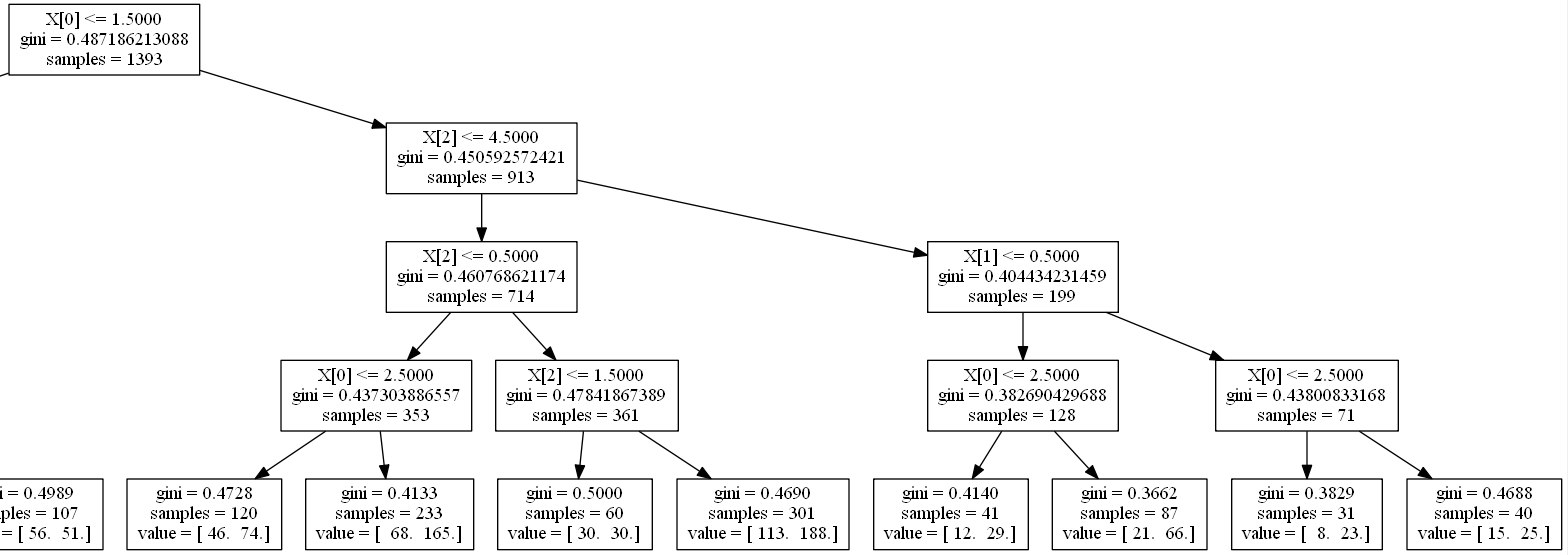 X[0] <= 1.5000
gini = 0.487186213088
samples = 1393
X[2] <= 4.5000
gini = 0.450592572421
samples = 913
X[2] <= 0.5000
gini = 0.460768621174
samples = 714
X[1] <= 0.5000
gini = 0.404434231459
samples = 199
X[0] <= 2.5000
gini = 0.437303886557
samples = 353
X[2] <= 1.5000
gini = 0.47841867389
samples = 361
X[0] <= 2.5000
gini = 0.382690429688
samples = 128
X[0] <= 2.5000
gini = 0.43800833168
samples = 71
i = 0.4989
ples = 107
= [ 56. 51.]
gini = 0.4728
samples = 120
value = [ 46. 74.]
gini = 0.4133
samples = 233
value = [ 68. 165.]
gini = 0.5000
samples = 60
value = [ 30. 30.]
gini = 0.4690
samples = 301
value = [ 113. 188.]
gini = 0.4140
samples = 41
value = [ 12. 29.]
gini = 0.3662
samples = 87
value = [ 21. 66.]
gini = 0.3829
samples = 31
value = [ 8. 23.]
gini = 0.4688
samples = 40
value = [ 15. 25.]